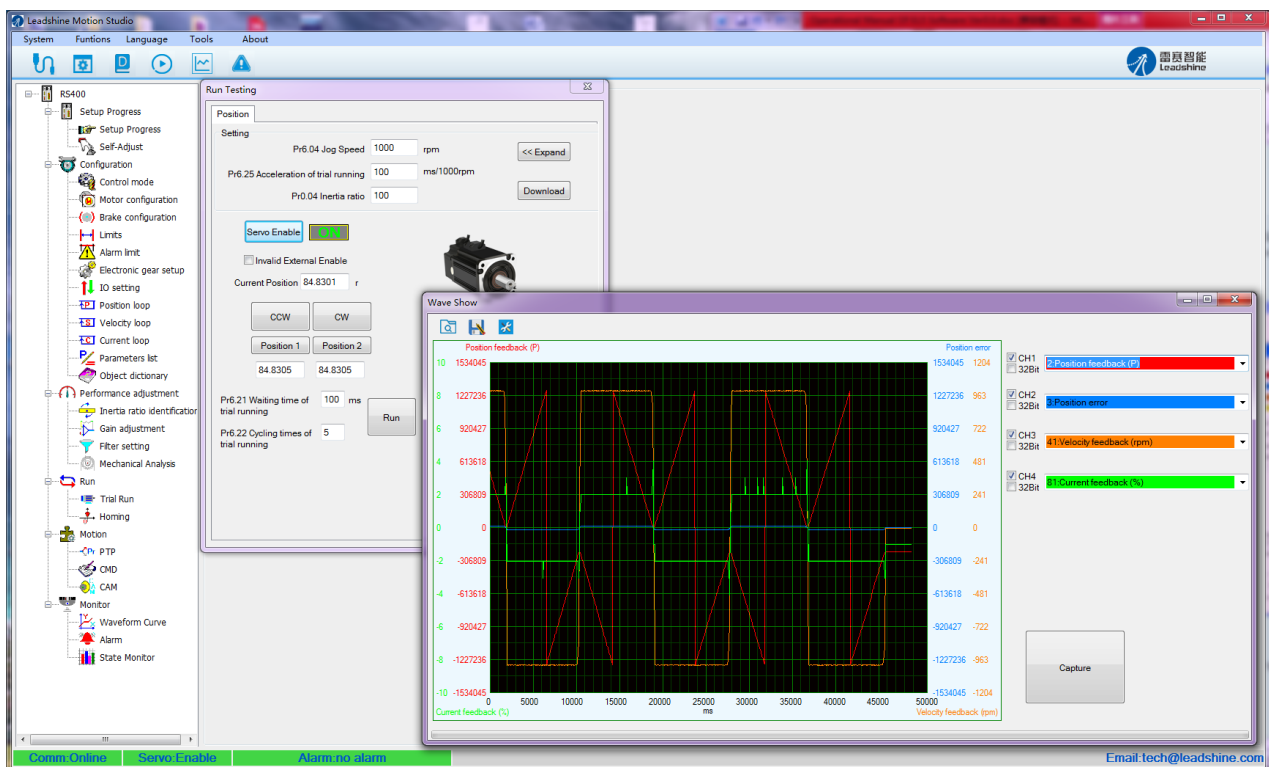 Leadshine Motion Studio
System Funtions Language Tools About
雷赛智能
Leadshine
RS400
Setup Progress
Setup Progress
Self-Adjust
Configuration
Control mode
Motor configuration
Brake configuration
Limits
Alarm limit
Electronic gear setup
IO setting
Position loop
Velocity loop
Current loop
Parameters list
Object dictionary
Performance adjustment
Inertia ratio identification
Gain adjustment
Filter setting
Mechanical Analysis
Run
Trial Run
Homing
Motion
PTP
CMD
CAM
Monitor
Waveform Curve
Alarm
State Monitor
Run Testing
Position
Setting
Pr6.04 Jog Speed 1000 rpm << Expand
Pr6.25 Acceleration of trial running 100 ms/1000rpm
Pr0.04 Inertia ratio 100 Download
Servo Enable ON
Invalid External Enable
Current Position 84.8301 r
CCW CW
Position 1 Position 2
84.8305 84.8305
Pr6.21 Waiting time of trial running 100 ms
Run
Pr6.22 Cycling times of trial running 5
Wave Show
Position feedback (P) Position error
10 1534045 1534045 1204
8 1227236 1227236 963
6 920427 920427 722
4 613618 613618 481
2 306809 306809 241
0 0 0 0
-2 -306809 -306809 -241
-4 -613618 -613618 -481
-6 -920427 -920427 -722
-8 -1227236 -1227236 -963
-10 -1534045 -1534045 -1204
0 5000 10000 15000 20000 25000 30000 35000 40000 45000 50000
Current feedback (%) ms Velocity feedback (rpm)
CH1 2:Position feedback (P)
32Bit
CH2 3:Position error
32Bit
CH3 41:Velocity feedback (rpm)
32Bit
CH4 81:Current feedback (%)
32Bit
Capture
Comm:Online Servo:Enable Alarm:no alarm Email:tech@leadshine.com